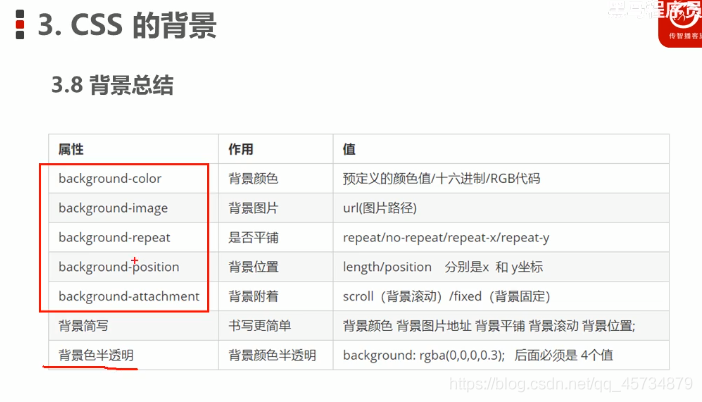 3. CSS 的背景
程序员
传智播客
3.8 背景总结
属性 作用 值
background-color 背景颜色 预定义的颜色值/十六进制/RGB代码
background-image 背景图片 url(图片路径)
background-repeat 是否平铺 repeat/no-repeat/repeat-x/repeat-y
background-position 背景位置 length/position 分别是x 和 y坐标
background-attachment 背景附着 scroll（背景滚动）/fixed（背景固定）
背景简写 书写更简单 背景颜色 背景图片地址 背景平铺 背景滚动 背景位置;
背景色半透明 背景颜色半透明 background: rgba(0,0,0,0.3); 后面必须是 4个值
https://blog.csdn.net/qq_45734879